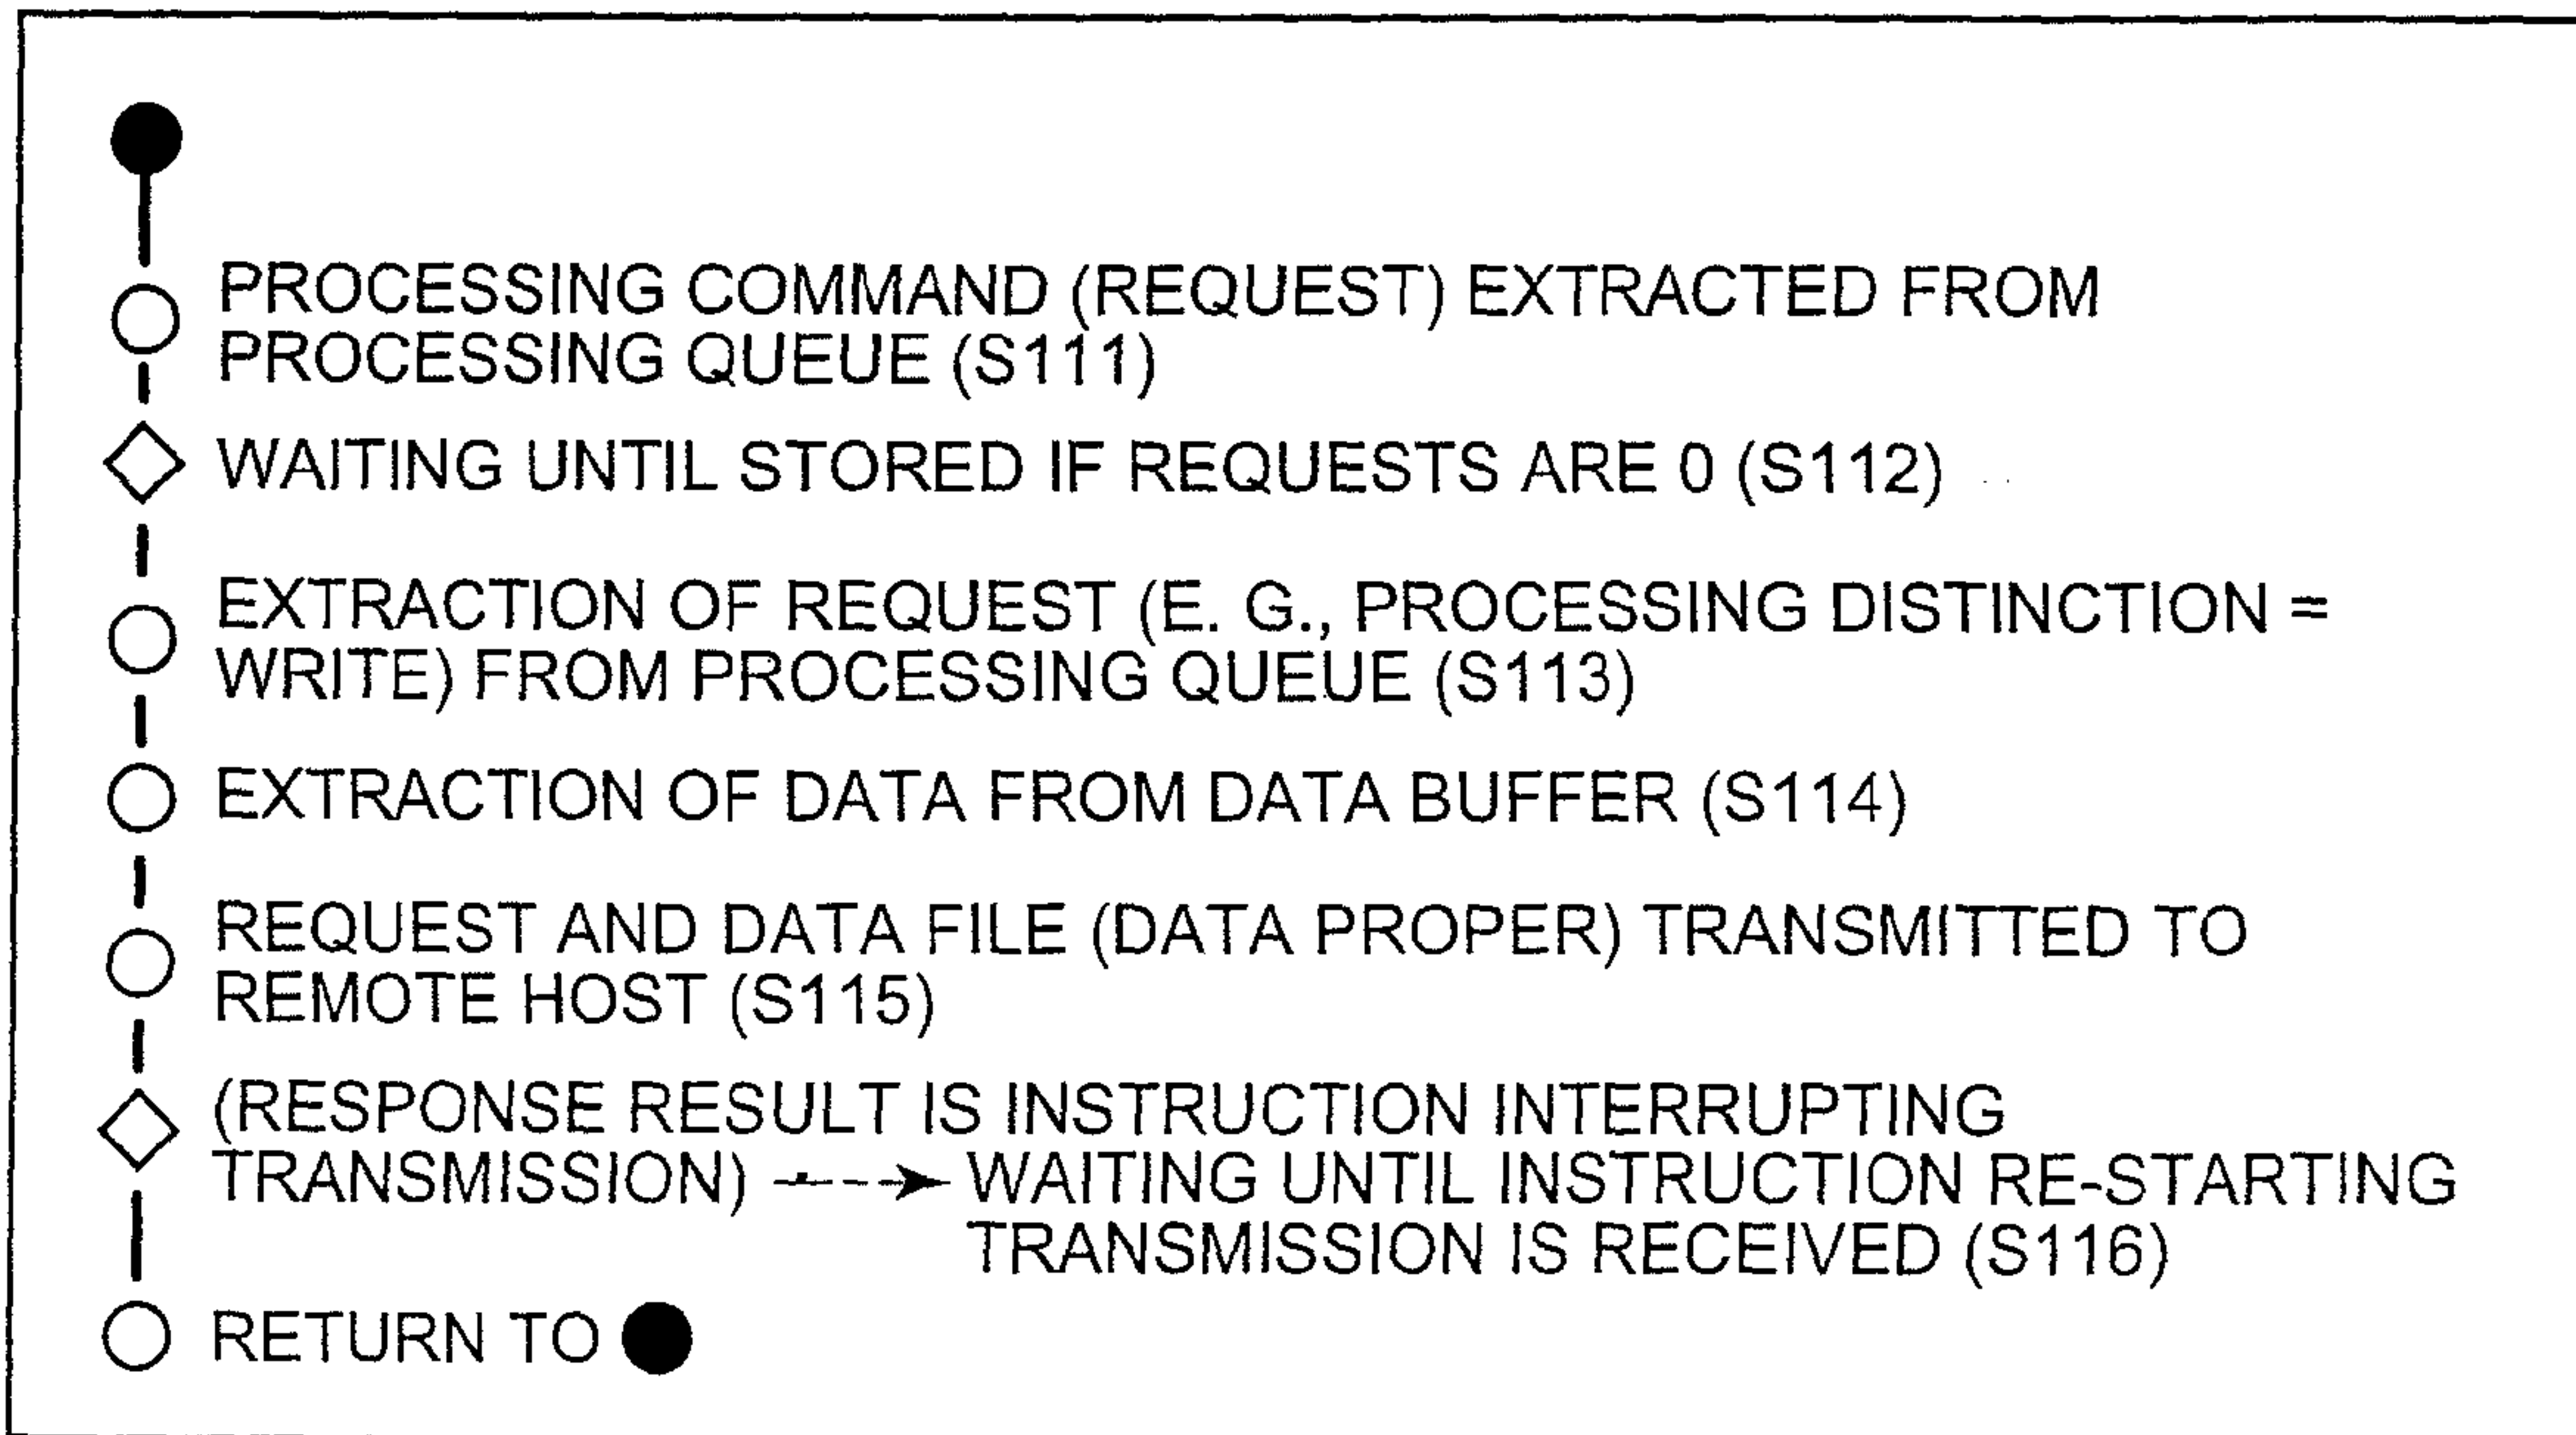 PROCESSING COMMAND (REQUEST) EXTRACTED FROM
PROCESSING QUEUE (S111)
WAITING UNTIL STORED IF REQUESTS ARE 0 (S112)
EXTRACTION OF REQUEST (E. G., PROCESSING DISTINCTION =
WRITE) FROM PROCESSING QUEUE (S113)
EXTRACTION OF DATA FROM DATA BUFFER (S114)
REQUEST AND DATA FILE (DATA PROPER) TRANSMITTED TO
REMOTE HOST (S115)
(RESPONSE RESULT IS INSTRUCTION INTERRUPTING
TRANSMISSION) WAITING UNTIL INSTRUCTION RE-STARTING
TRANSMISSION IS RECEIVED (S116)
RETURN TO